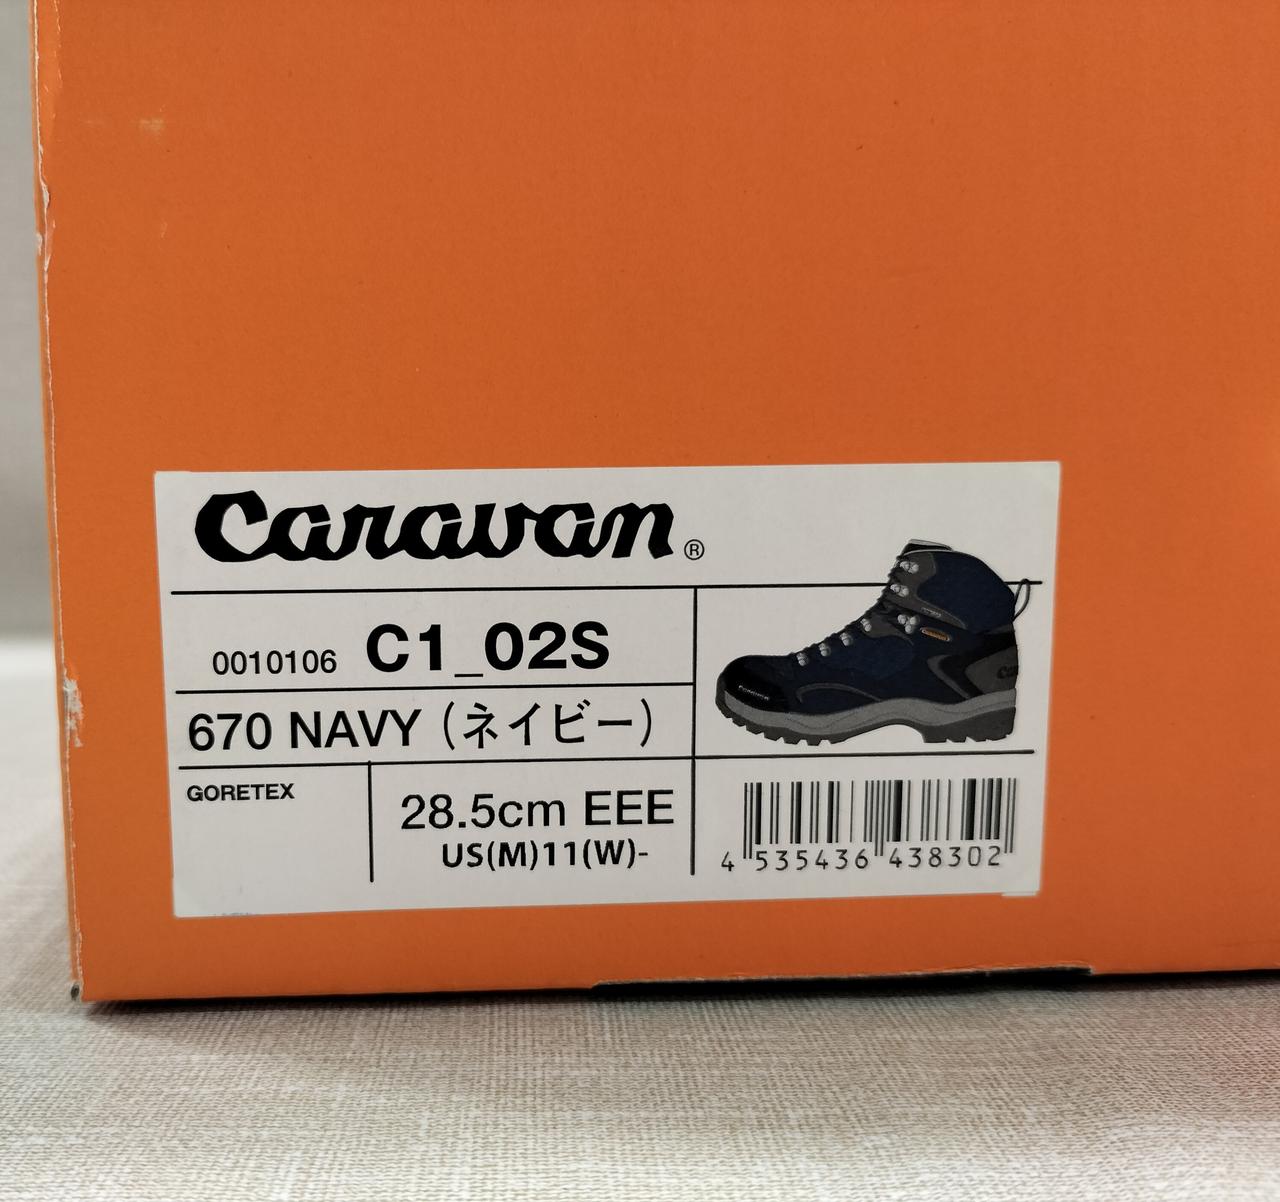 Caravan®
0010106 C1_02S
670 NAVY（ネイビー）
GORETEX
28.5cm EEE
US(M)11(W)-
4 535436 438302